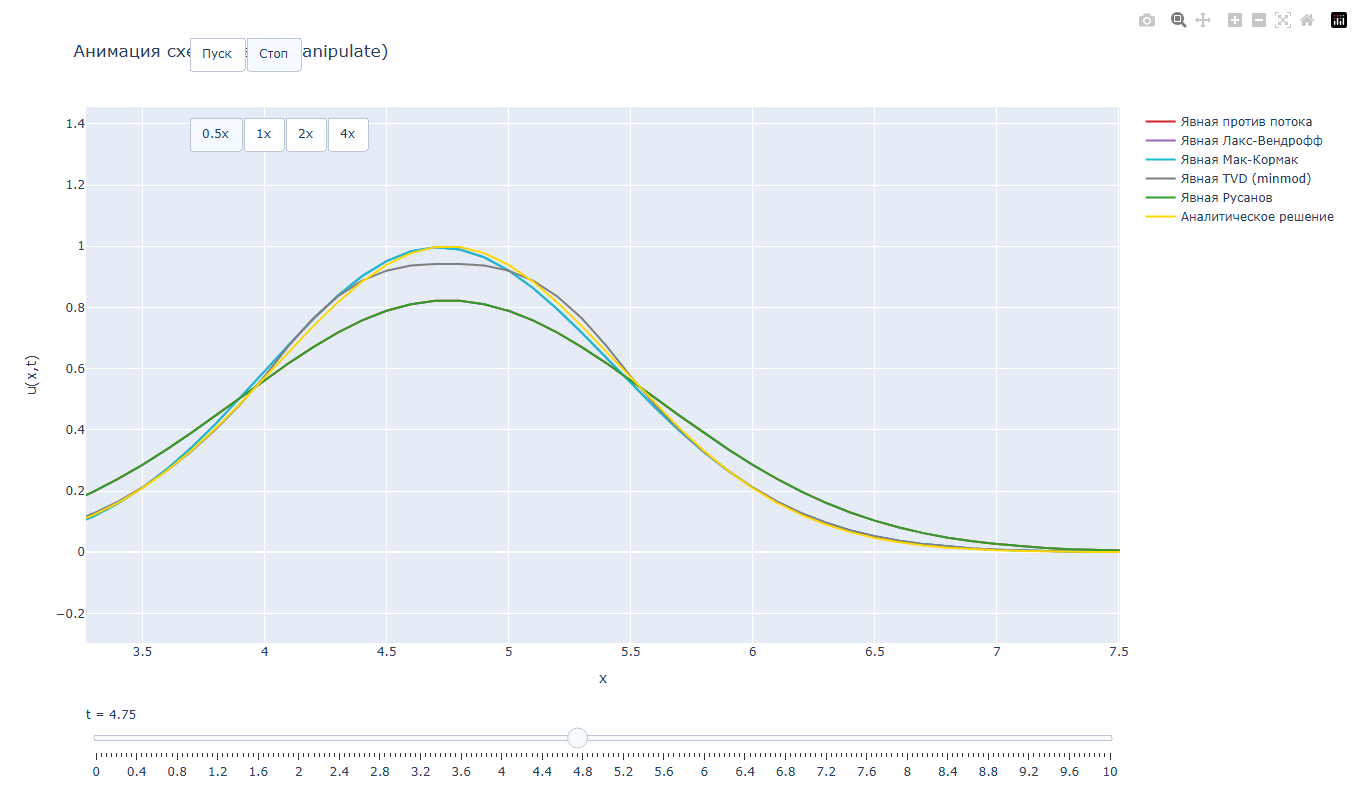 Анимация схе
anipulate)
Пуск
Стоп
0.5x
1x
2x
4x
Явная против потока
Явная Лакс-Вендрофф
Явная Мак-Кормак
Явная TVD (minmod)
Явная Русанов
Аналитическое решение
1.4
1.2
1
0.8
0.6
0.4
0.2
0
−0.2
u(x,t)
3.5 4 4.5 5 5.5 6 6.5 7 7.5
x
t = 4.75
0 0.4 0.8 1.2 1.6 2 2.4 2.8 3.2 3.6 4 4.4 4.8 5.2 5.6 6 6.4 6.8 7.2 7.6 8 8.4 8.8 9.2 9.6 10